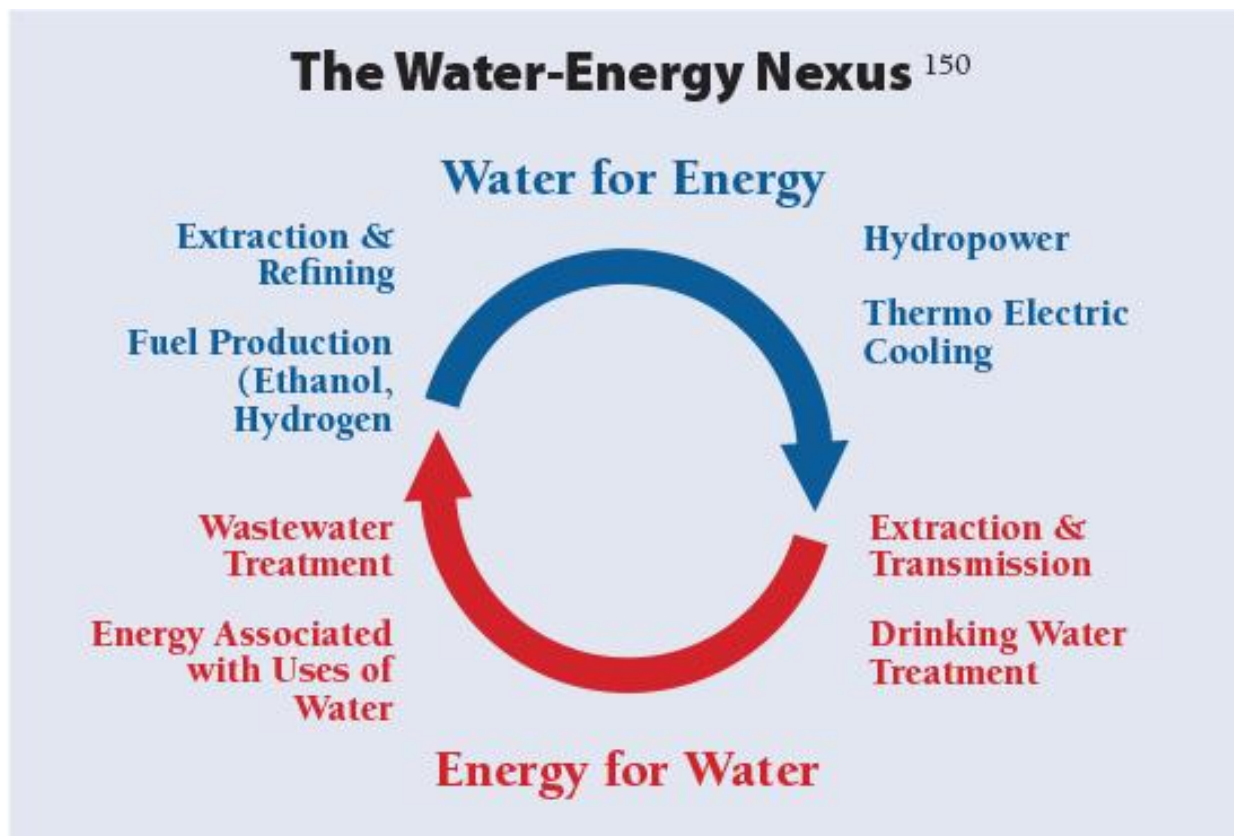 The Water-Energy Nexus 150
Water for Energy
Extraction &
Refining
Fuel Production
(Ethanol,
Hydrogen
Hydropower
Thermo Electric
Cooling
Wastewater
Treatment
Energy Associated
with Uses of
Water
Extraction &
Transmission
Drinking Water
Treatment
Energy for Water